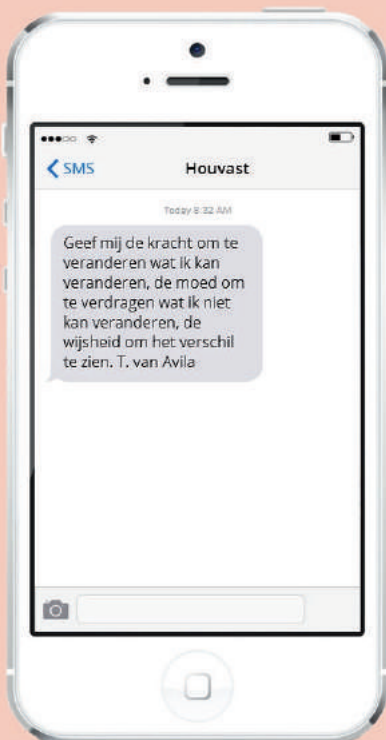 SMS
Houvast
Today 8:32 AM
Geef mij de kracht om te
veranderen wat ik kan
veranderen, de moed om
te verdragen wat ik niet
kan veranderen, de
wijsheid om het verschil
te zien. T. van Avila